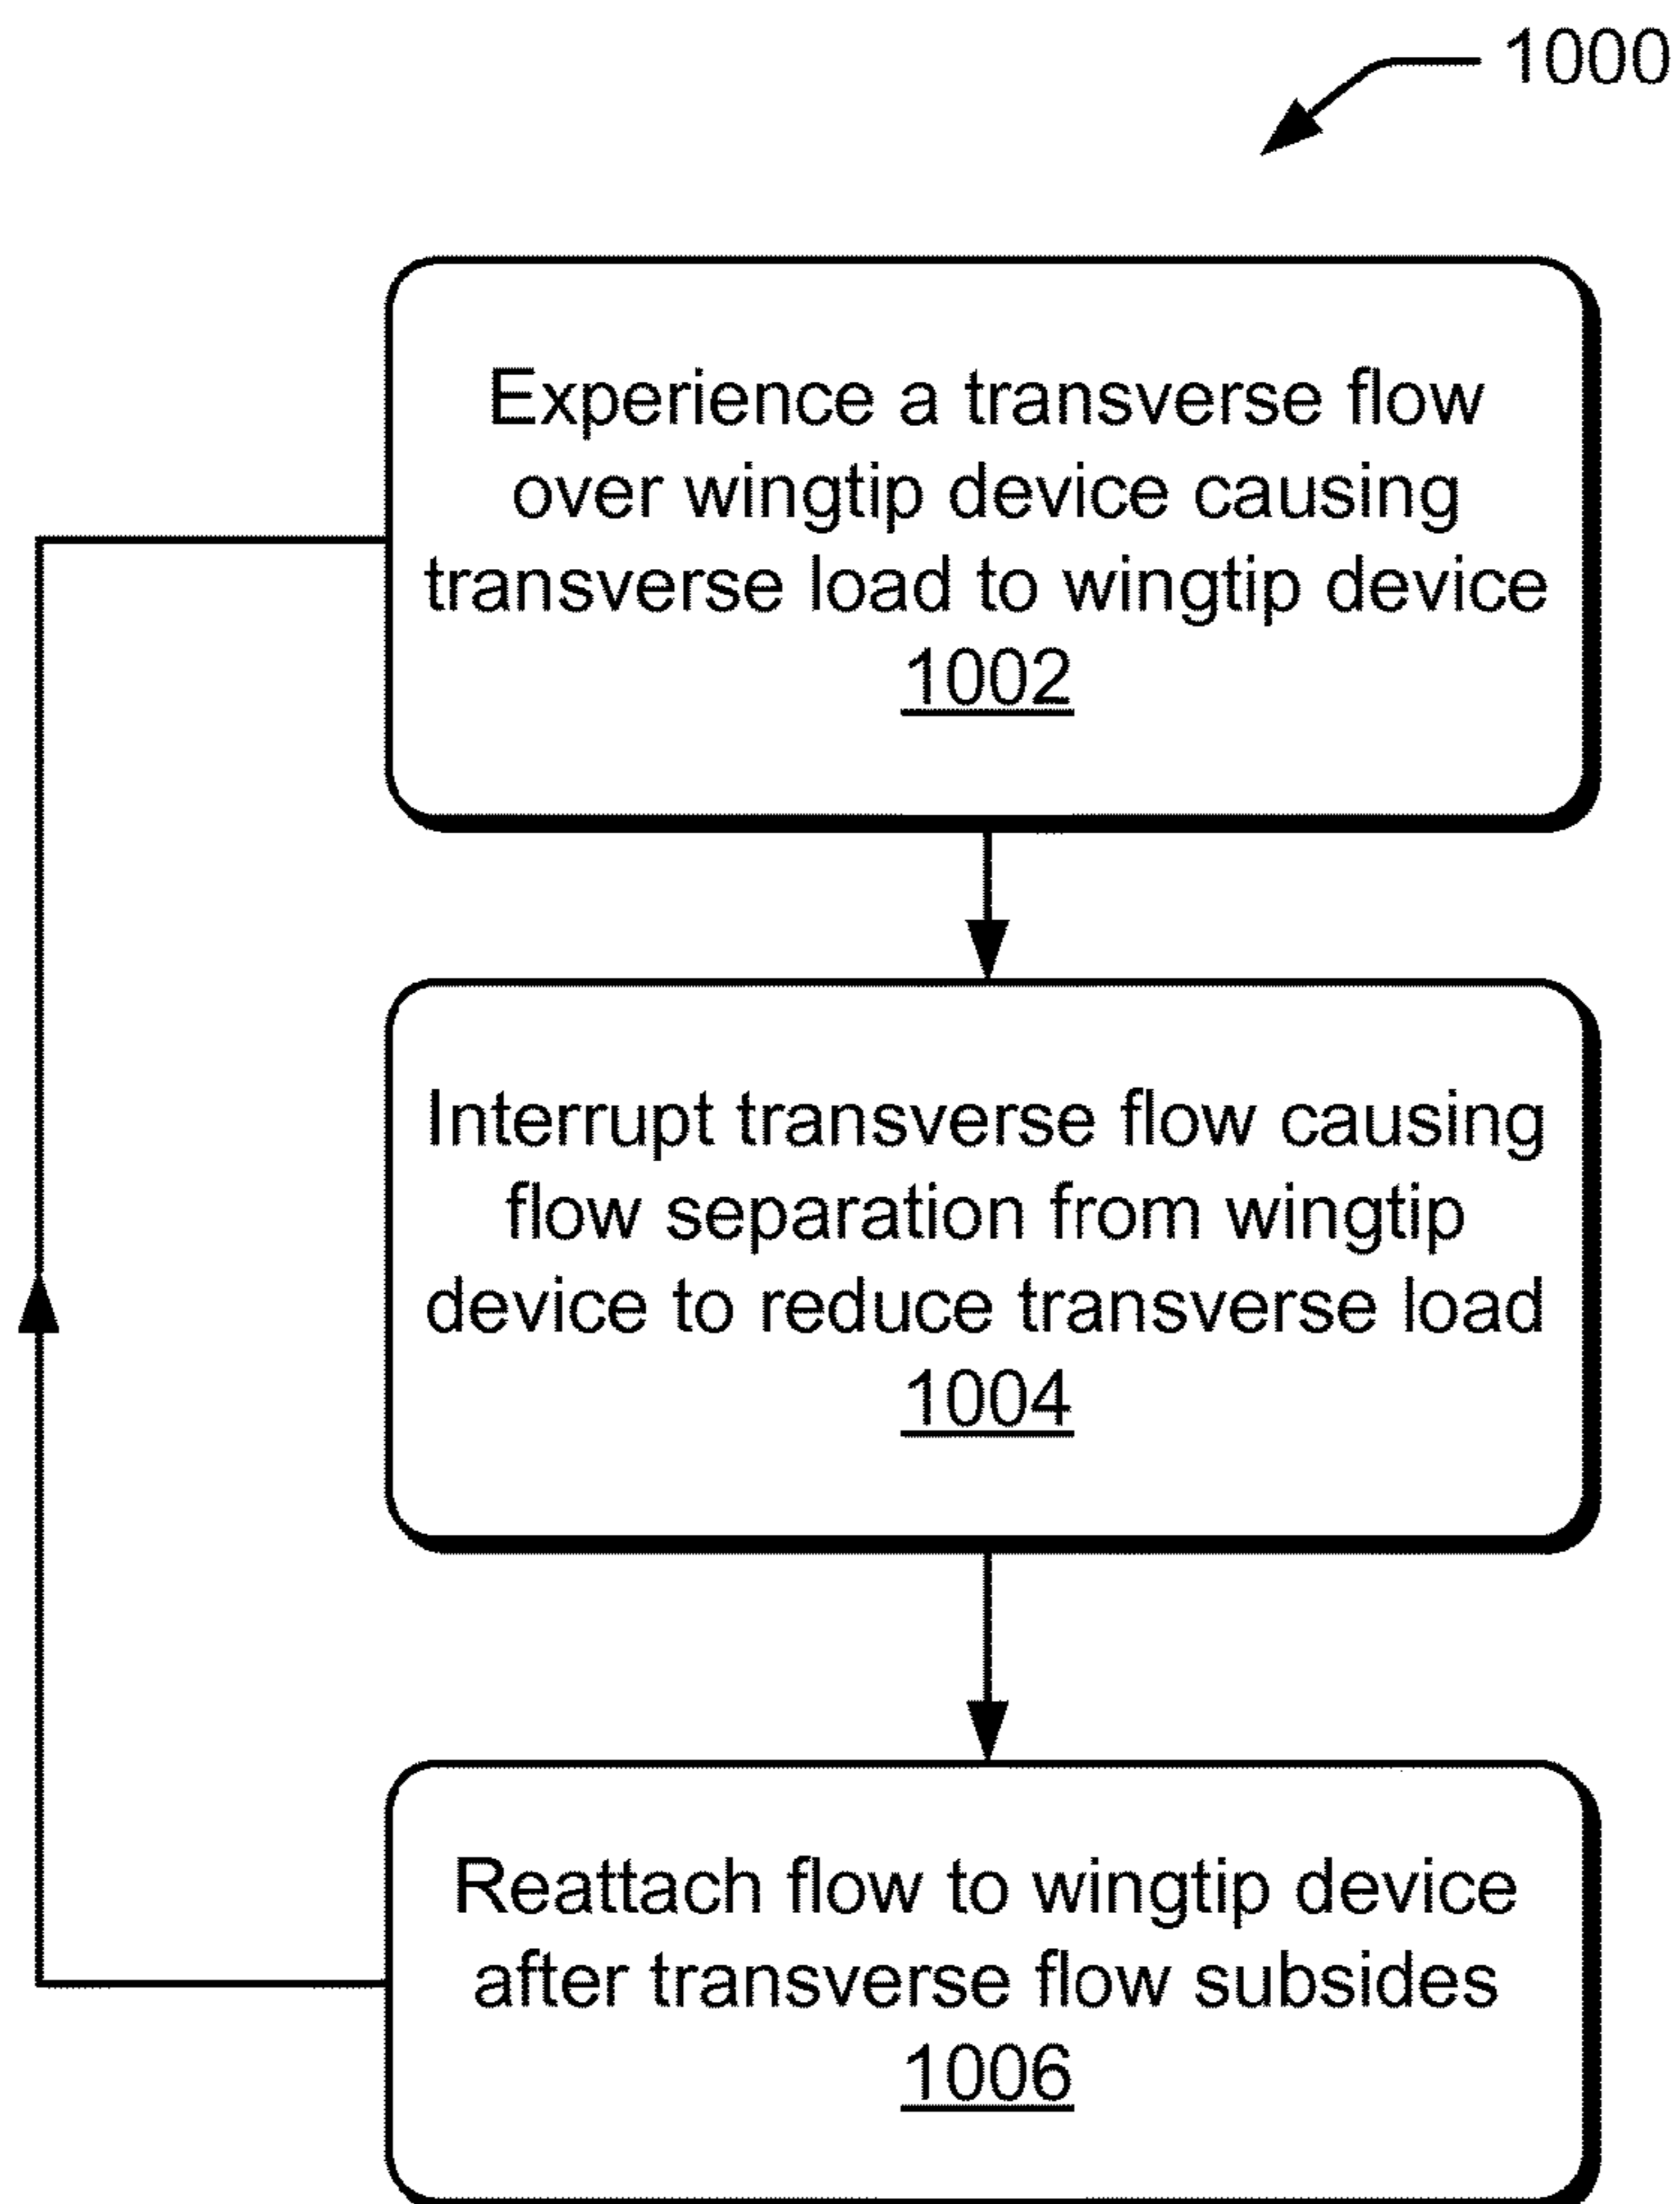 1000
Experience a transverse flow
over wingtip device causing
transverse load to wingtip device
1002
Interrupt transverse flow causing
flow separation from wingtip
device to reduce transverse load
1004
Reattach flow to wingtip device
after transverse flow subsides
1006